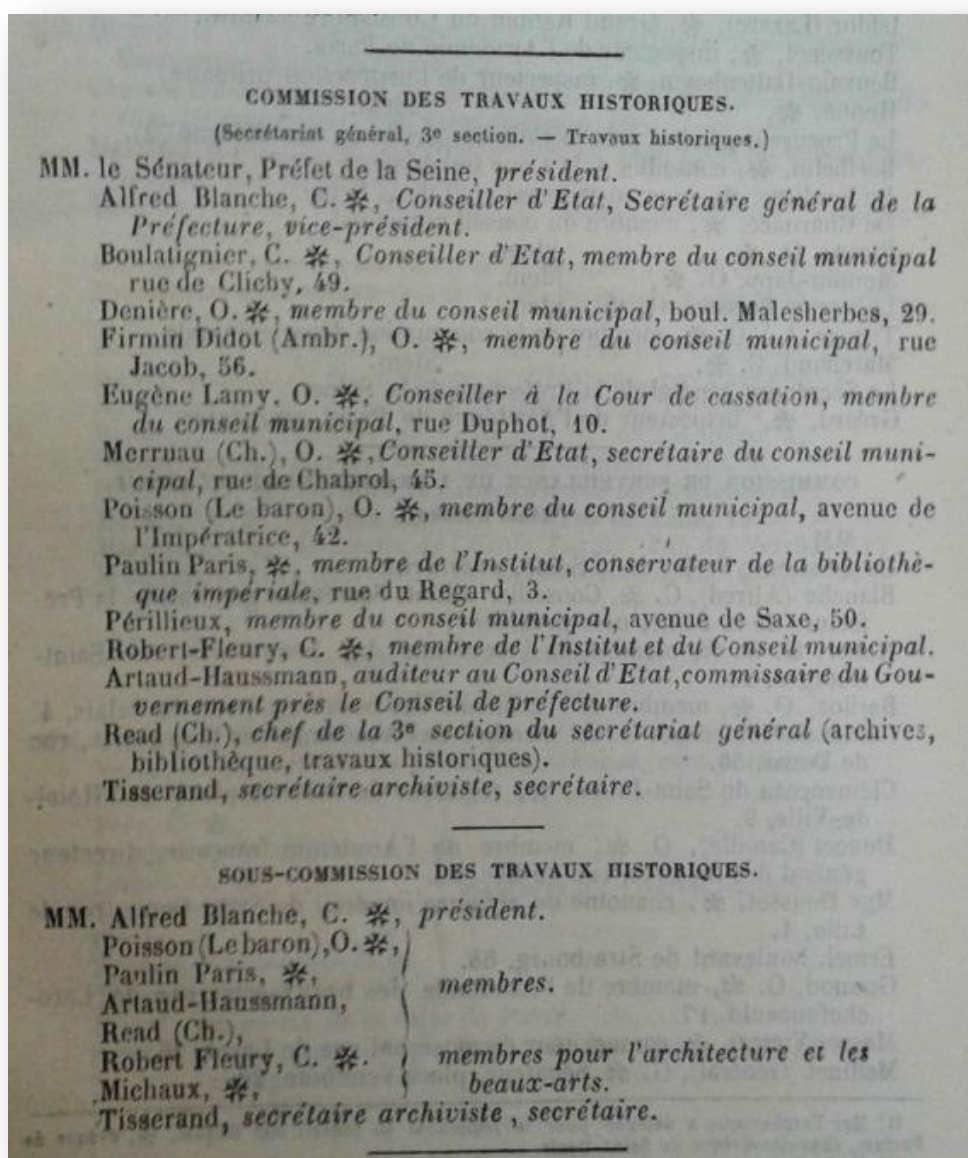 COMMISSION DES TRAVAUX HISTORIQUES.
(Secrétariat général, 3e section. — Travaux historiques.)
MM. le Sénateur, Préfet de la Seine, président.
Alfred Blanche, C. ✻, Conseiller d'Etat, Secrétaire général de la
Préfecture, vice-président.
Boulatignier, C. ✻, Conseiller d'Etat, membre du conseil municipal
rue de Clichy, 49.
Denière, O. ✻, membre du conseil municipal, boul. Malesherbes, 29.
Firmin Didot (Ambr.), O. ✻, membre du conseil municipal, rue
Jacob, 56.
Eugène Lamy, O. ✻, Conseiller à la Cour de cassation, membre
du conseil municipal, rue Duphot, 10.
Merruau (Ch.), O. ✻, Conseiller d'Etat, secrétaire du conseil muni-
cipal, rue de Chabrol, 45.
Poisson (Le baron), O. ✻, membre du conseil municipal, avenue de
l'Impératrice, 42.
Paulin Paris, ✻, membre de l'Institut, conservateur de la bibliothè-
que impériale, rue du Regard, 3.
Périllieux, membre du conseil municipal, avenue de Saxe, 50.
Robert-Fleury, C. ✻, membre de l'Institut et du Conseil municipal.
Artaud-Haussmann, auditeur au Conseil d'Etat, commissaire du Gou-
vernement près le Conseil de préfecture.
Read (Ch.), chef de la 3e section du secrétariat général (archives,
bibliothèque, travaux historiques).
Tisserand, secrétaire archiviste, secrétaire.
SOUS-COMMISSION DES TRAVAUX HISTORIQUES.
MM. Alfred Blanche, C. ✻, président.
Poisson (Le baron), O. ✻,
Paulin Paris, ✻,
membres.
Artaud-Haussmann,
Read (Ch.),
Robert Fleury, C. ✻. membres pour l'architecture et les
Michaux, ✻, beaux-arts.
Tisserand, secrétaire archiviste, secrétaire.